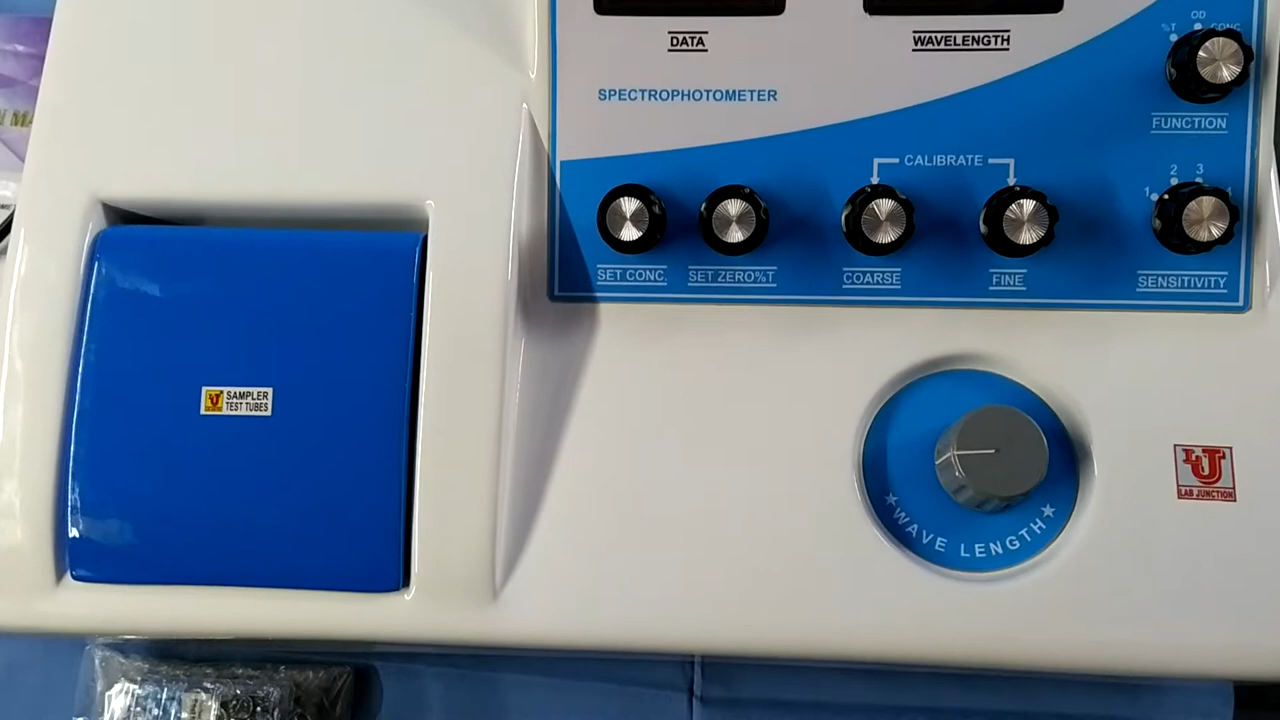 DATA
WAVELENGTH
SPECTROPHOTOMETER
%T OD CONC
FUNCTION
CALIBRATE
1 2 3
SET CONC.
SET ZERO%T
COARSE
FINE
SENSITIVITY
SAMPLER
TEST TUBES
★WAVE LENGTH★
LJ
LAB JUNCTION